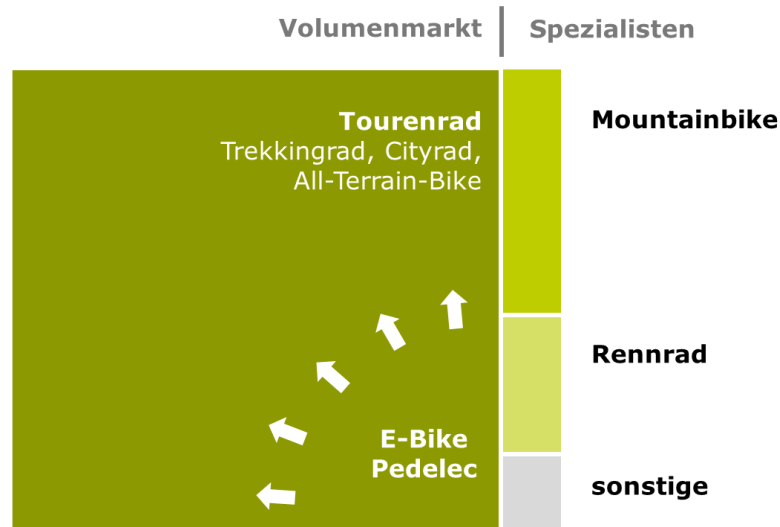 Volumenmarkt
Spezialisten
Tourenrad
Trekkingrad, Cityrad,
All-Terrain-Bike
Mountainbike
Rennrad
E-Bike
Pedelec
sonstige